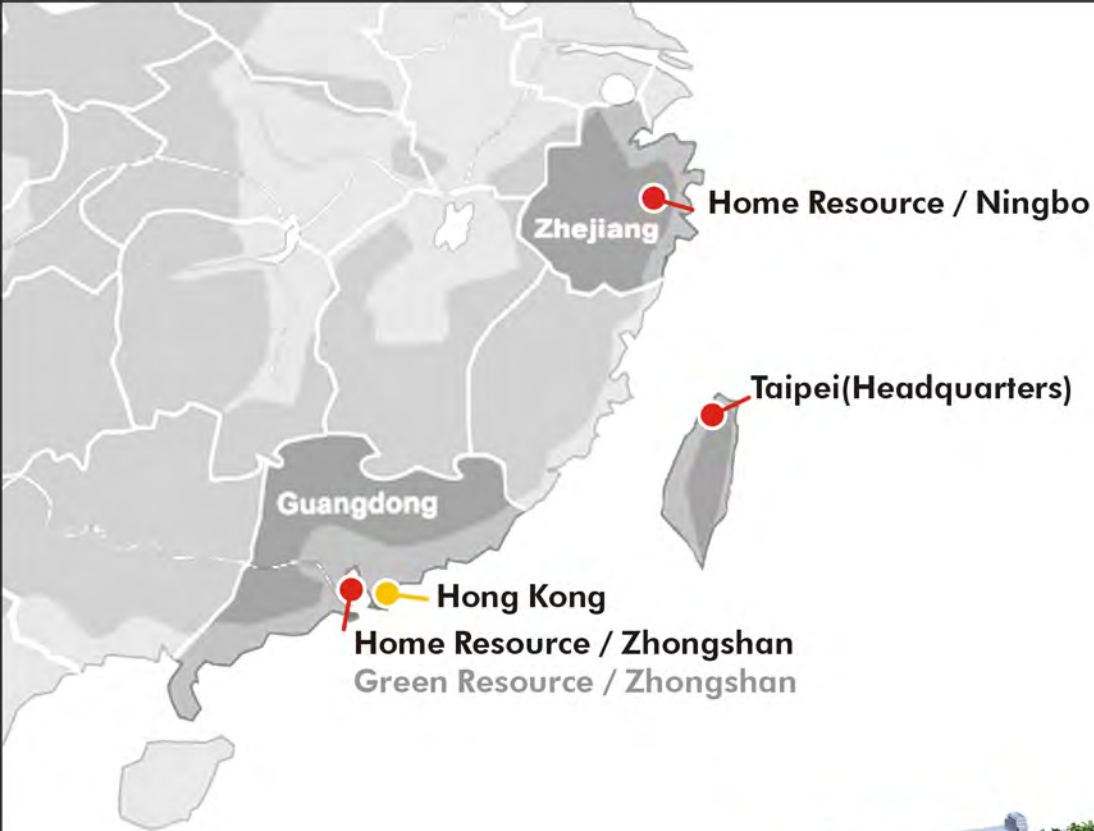 Home Resource / Ningbo
Zhejiang
Taipei(Headquarters)
Guangdong
Hong Kong
Home Resource / Zhongshan
Green Resource / Zhongshan